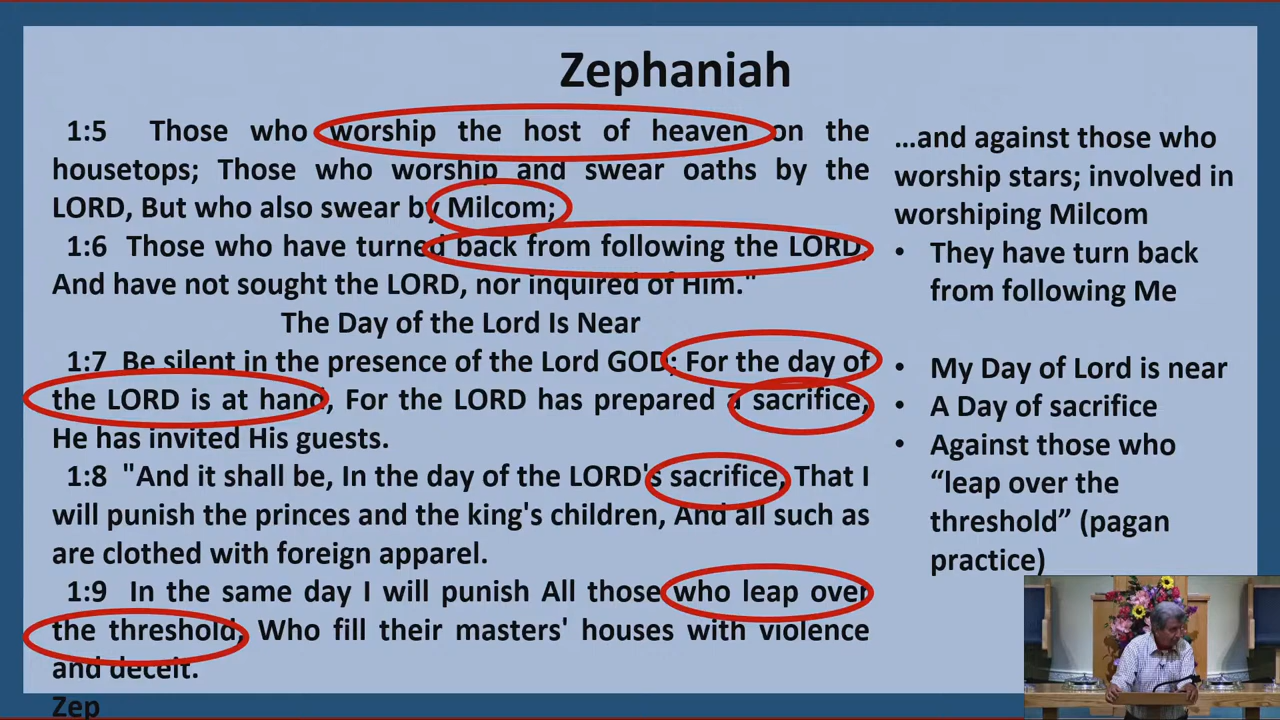 Zephaniah
1:5 Those who worship the host of heaven on the
housetops; Those who worship and swear oaths by the
LORD, But who also swear by Milcom;
1:6 Those who have turned back from following the LORD,
And have not sought the LORD, nor inquired of Him."
The Day of the Lord Is Near
1:7 Be silent in the presence of the Lord GOD; For the day of
the LORD is at hand, For the LORD has prepared a sacrifice,
He has invited His guests.
1:8 "And it shall be, In the day of the LORD's sacrifice, That I
will punish the princes and the king's children, And all such as
are clothed with foreign apparel.
1:9 In the same day I will punish All those who leap over
the threshold, Who fill their masters' houses with violence
and deceit.
Zep
…and against those who
worship stars; involved in
worshiping Milcom
• They have turn back
from following Me
• My Day of Lord is near
• A Day of sacrifice
• Against those who
“leap over the
threshold” (pagan
practice)